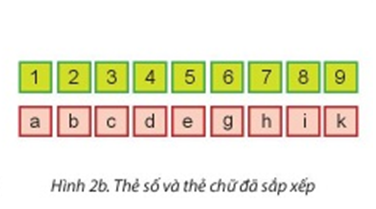 1 2 3 4 5 6 7 8 9
a b c d e g h i k
Hình 2b. Thẻ số và thẻ chữ đã sắp xếp